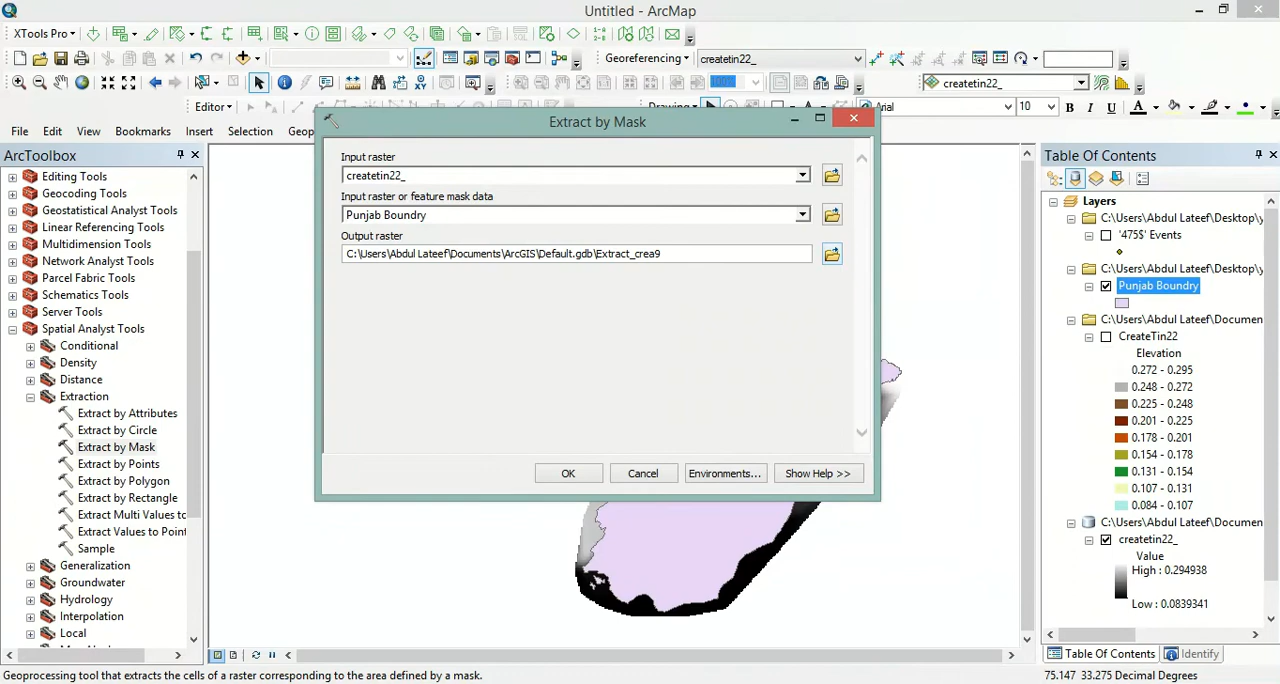 Untitled - ArcMap
XTools Pro
Georeferencing
createtin22_
100%
createtin22_
Editor
Drawing
Arial
10
B I U A
File Edit View Bookmarks Insert Selection Geop
ArcToolbox
Editing Tools
Geocoding Tools
Geostatistical Analyst Tools
Linear Referencing Tools
Multidimension Tools
Network Analyst Tools
Parcel Fabric Tools
Schematics Tools
Server Tools
Spatial Analyst Tools
Conditional
Density
Distance
Extraction
Extract by Attributes
Extract by Circle
Extract by Mask
Extract by Points
Extract by Polygon
Extract by Rectangle
Extract Multi Values to
Extract Values to Point
Sample
Generalization
Groundwater
Hydrology
Interpolation
Local
Extract by Mask
Input raster
createtin22_
Input raster or feature mask data
Punjab Boundry
Output raster
C:\Users\Abdul Lateef\Documents\ArcGIS\Default.gdb\Extract_crea9
OK Cancel Environments... Show Help >>
Table Of Contents
Layers
C:\Users\Abdul Lateef\Desktop\y
'475$' Events
C:\Users\Abdul Lateef\Desktop\y
Punjab Boundry
C:\Users\Abdul Lateef\Documen
CreateTin22
Elevation
0.272 - 0.295
0.248 - 0.272
0.225 - 0.248
0.201 - 0.225
0.178 - 0.201
0.154 - 0.178
0.131 - 0.154
0.107 - 0.131
0.084 - 0.107
C:\Users\Abdul Lateef\Documen
createtin22_
Value
High : 0.294938
Low : 0.0839341
Table Of Contents Identify
Geoprocessing tool that extracts the cells of a raster corresponding to the area defined by a mask.
75.147 33.275 Decimal Degrees